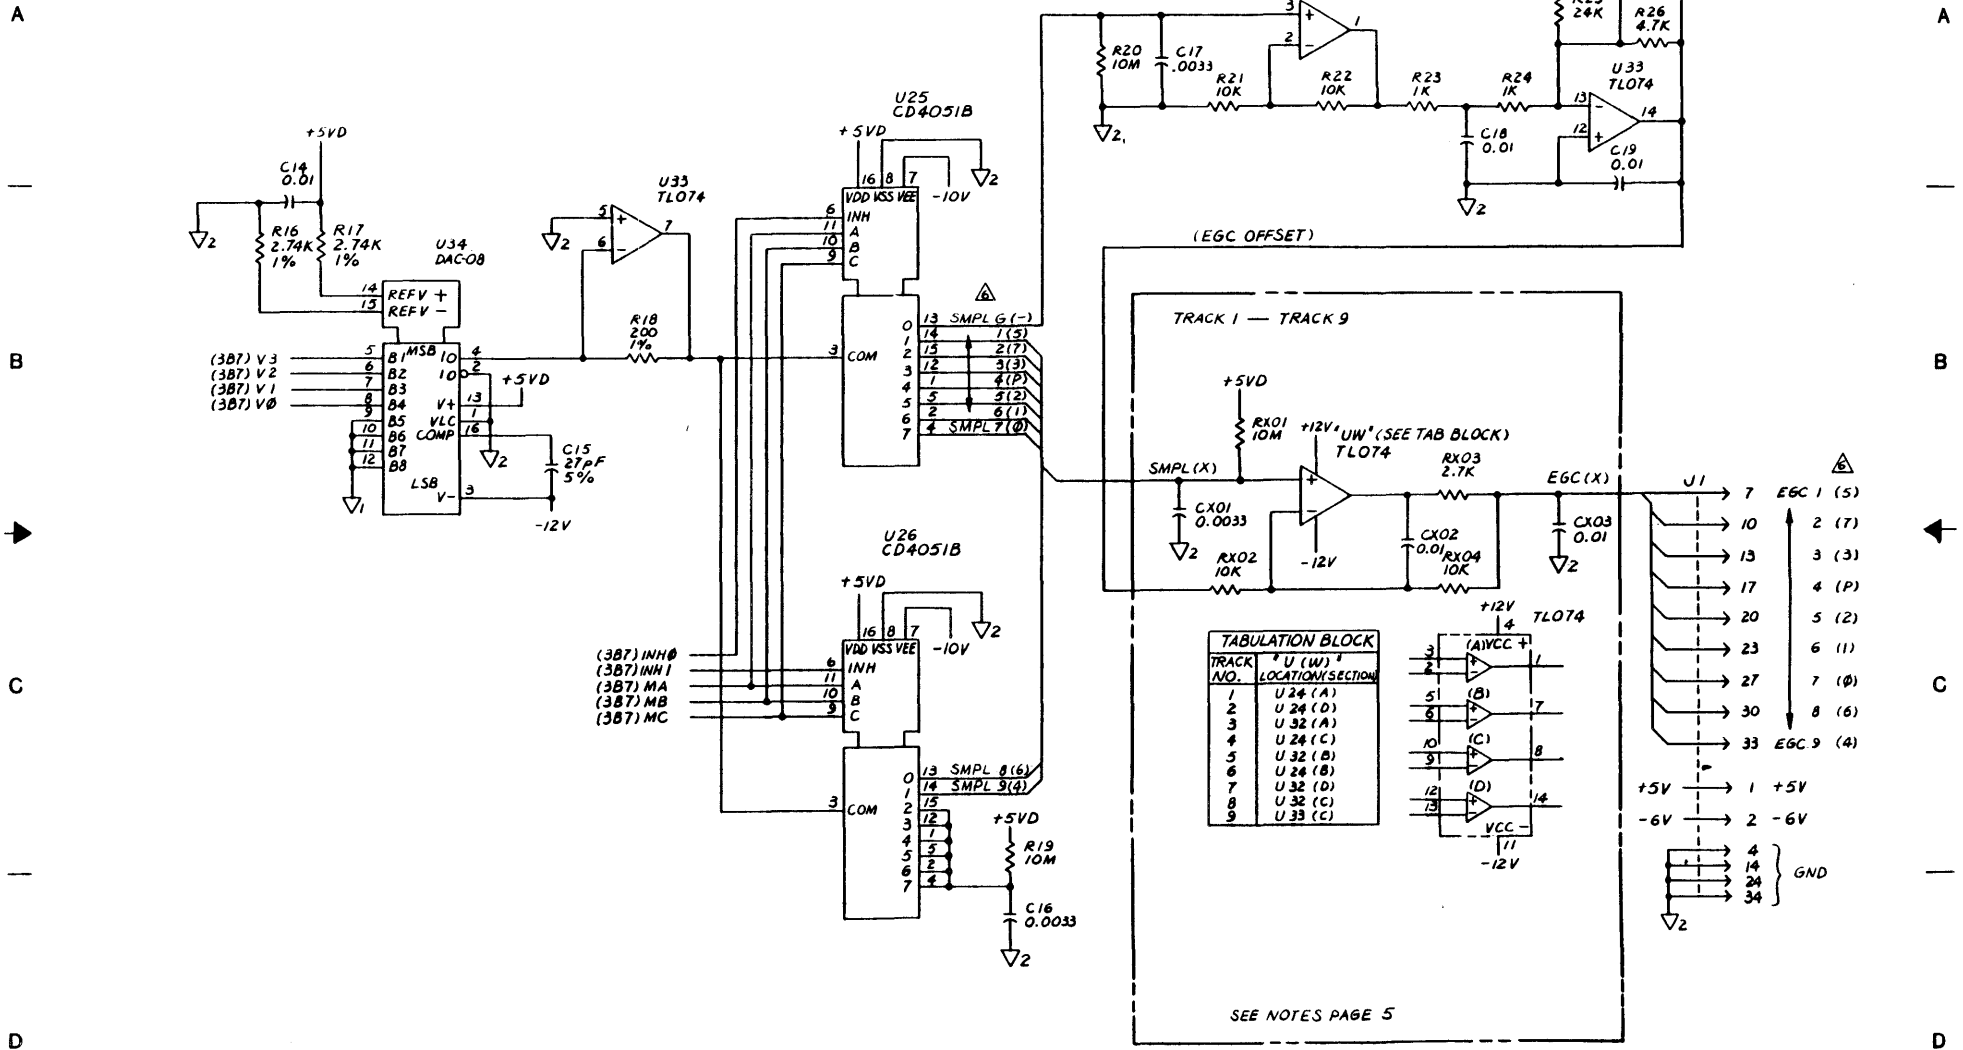 A
A
R20
10M
C17
.0033
3
+
2
−
1
R21
10K
R22
10K
R23
1K
R24
1K
24K
R26
4.7K
U33
TL074
13
−
12
+
14
C18
0.01
C19
0.01
2
2
(EGC OFFSET)
+5VD
C14
0.01
2
R16
2.74K
1%
R17
2.74K
1%
U34
DAC-08
14 REFV +
15 REFV −
B
B
(3B7) V3 5 B1 MSB IO 4
(3B7) V2 6 B2 IO 2
(3B7) V1 7 B3
(3B7) VØ 8 B4 V+ 13 +5VD
9 B5 VLC 1
10 B6 COMP 16
11 B7
12 B8
LSB
V− 3
1
2
C15
27pF
5%
-12V
U33
TL074
5 +
6 −
7
2
R18
200
1%
U25
CD4051B
+5VD
16 8 7
VDD VSS VEE
2
-10V
6 INH
11 A
10 B
9 C
3 COM
6
0 13 SMPL G(-)
1 14 1(5)
2 15 2(7)
3 12 3(3)
4 1 4(P)
5 5 5(2)
6 2 6(1)
7 4 SMPL 7(Ø)
U26
CD4051B
+5VD
16 8 7
VDD VSS VEE
2
-10V
(3B7) INHØ
(3B7) INH1 6 INH
(3B7) MA 11 A
(3B7) MB 10 B
(3B7) MC 9 C
3 COM
0 13 SMPL 8(6)
1 14 SMPL 9(4)
2 15
3 12
4 1
5 5
6 2
7 4
+5VD
R19
10M
C16
0.0033
2
TRACK 1 — TRACK 9
+5VD
RX01
10M
+12V
"UW" (SEE TAB BLOCK)
TL074
SMPL(X)
CX01
0.0033
2
+
−
-12V
RX02
10K
RX03
2.7K
CX02
0.01
RX04
10K
EGC(X)
CX03
0.01
2
TABULATION BLOCK
TRACK NO. "U(W)" LOCATION(SECTION)
1 U24(A)
2 U24(D)
3 U32(A)
4 U24(C)
5 U32(B)
6 U24(B)
7 U32(D)
8 U32(C)
9 U33(C)
+12V
TL074
4
(A) VCC +
3 + 1
2 −
(B)
5 + 7
6 −
(C)
10 + 8
9 −
(D)
12 + 14
13 −
VCC −
11
-12V
J1
6
7 EGC 1 (5)
10 2 (7)
13 3 (3)
17 4 (P)
20 5 (2)
23 6 (1)
27 7 (Ø)
30 8 (6)
33 EGC 9 (4)
+5V 1 +5V
-6V 2 -6V
4
14
24
34
GND
2
C
C
SEE NOTES PAGE 5
D
D